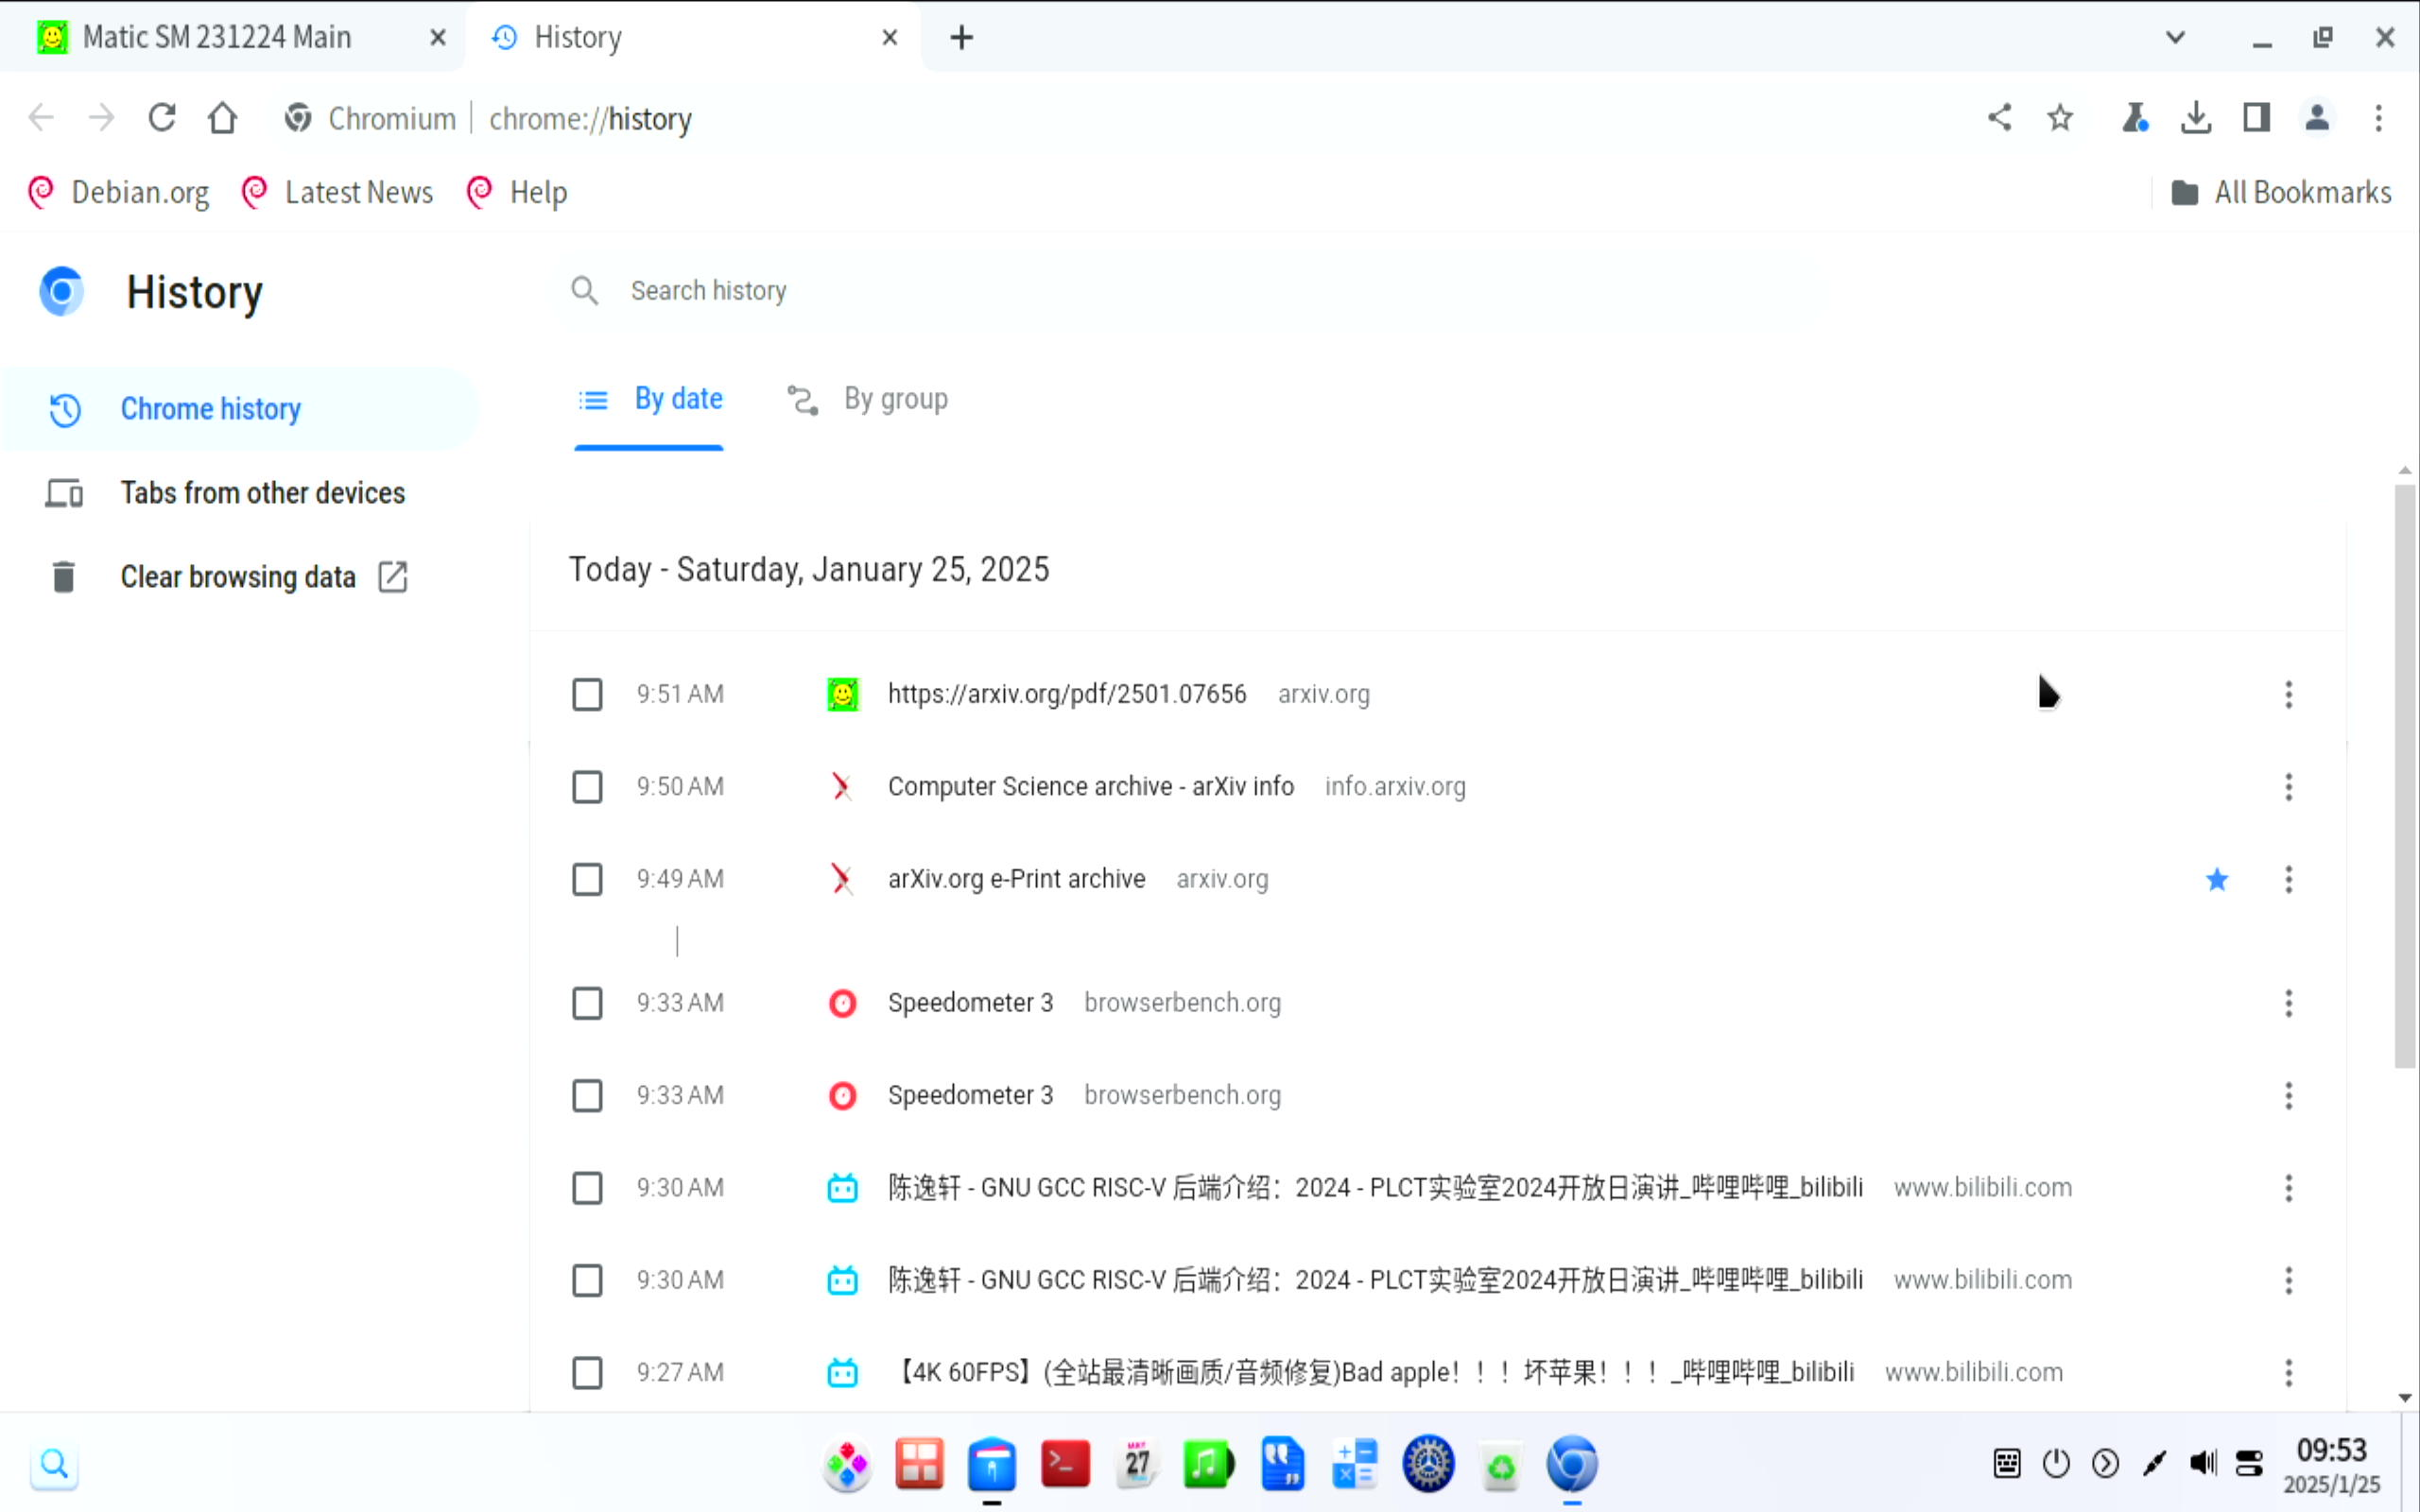 Matic SM 231224 Main
History
Chromium
chrome://history
Debian.org
Latest News
Help
All Bookmarks
History
Search history
Chrome history
Tabs from other devices
Clear browsing data
By date
By group
Today - Saturday, January 25, 2025
9:51 AM https://arxiv.org/pdf/2501.07656 arxiv.org
9:50 AM Computer Science archive - arXiv info info.arxiv.org
9:49 AM arXiv.org e-Print archive arxiv.org
9:33 AM Speedometer 3 browserbench.org
9:33 AM Speedometer 3 browserbench.org
9:30 AM 陈逸轩 - GNU GCC RISC-V 后端介绍：2024 - PLCT实验室2024开放日演讲_哔哩哔哩_bilibili www.bilibili.com
9:30 AM 陈逸轩 - GNU GCC RISC-V 后端介绍：2024 - PLCT实验室2024开放日演讲_哔哩哔哩_bilibili www.bilibili.com
9:27 AM 【4K 60FPS】(全站最清晰画质/音频修复)Bad apple！！！坏苹果！！！_哔哩哔哩_bilibili www.bilibili.com
MAY
27
09:53
2025/1/25